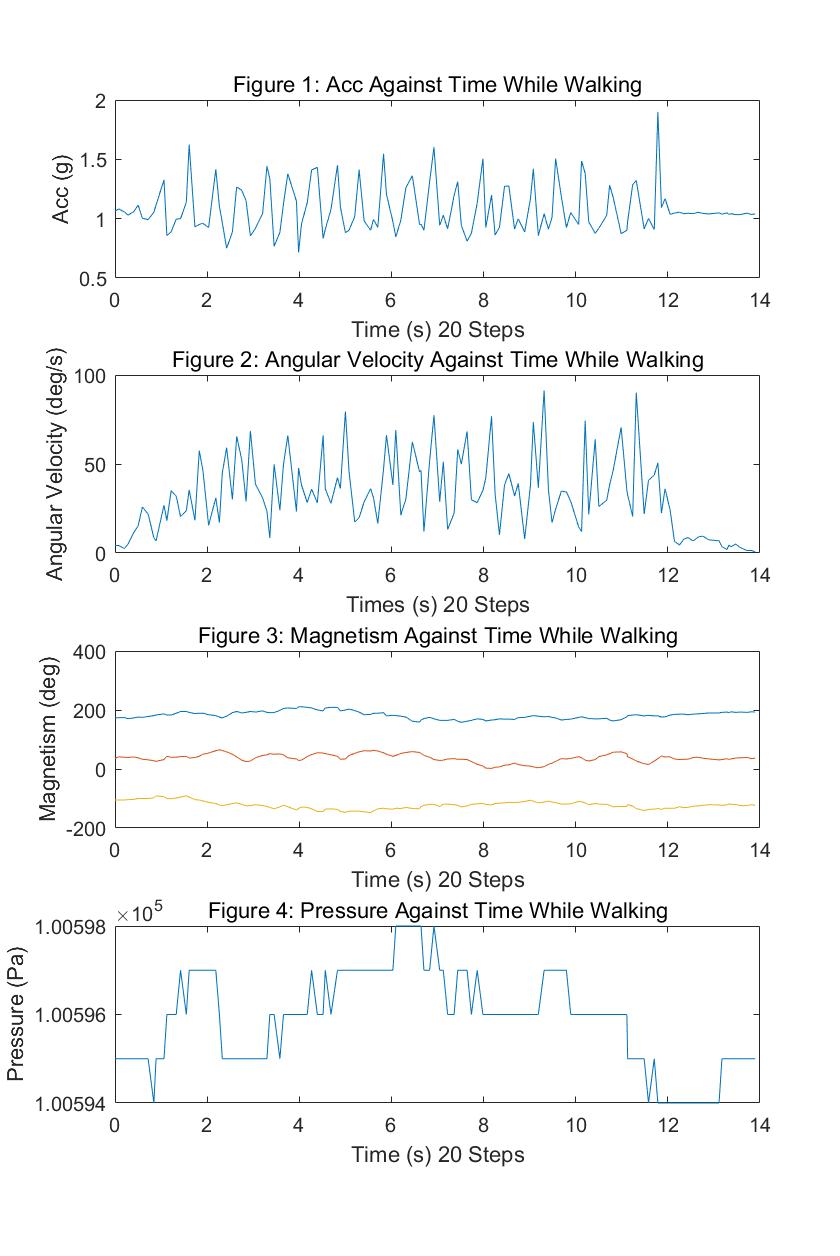 Figure 1: Acc Against Time While Walking
2
1.5
1
0.5
Acc (g)
0 2 4 6 8 10 12 14
Time (s) 20 Steps
Figure 2: Angular Velocity Against Time While Walking
100
50
0
Angular Velocity (deg/s)
0 2 4 6 8 10 12 14
Times (s) 20 Steps
Figure 3: Magnetism Against Time While Walking
400
200
0
-200
Magnetism (deg)
0 2 4 6 8 10 12 14
Time (s) 20 Steps
×10⁵ Figure 4: Pressure Against Time While Walking
1.00598
1.00596
1.00594
Pressure (Pa)
0 2 4 6 8 10 12 14
Time (s) 20 Steps